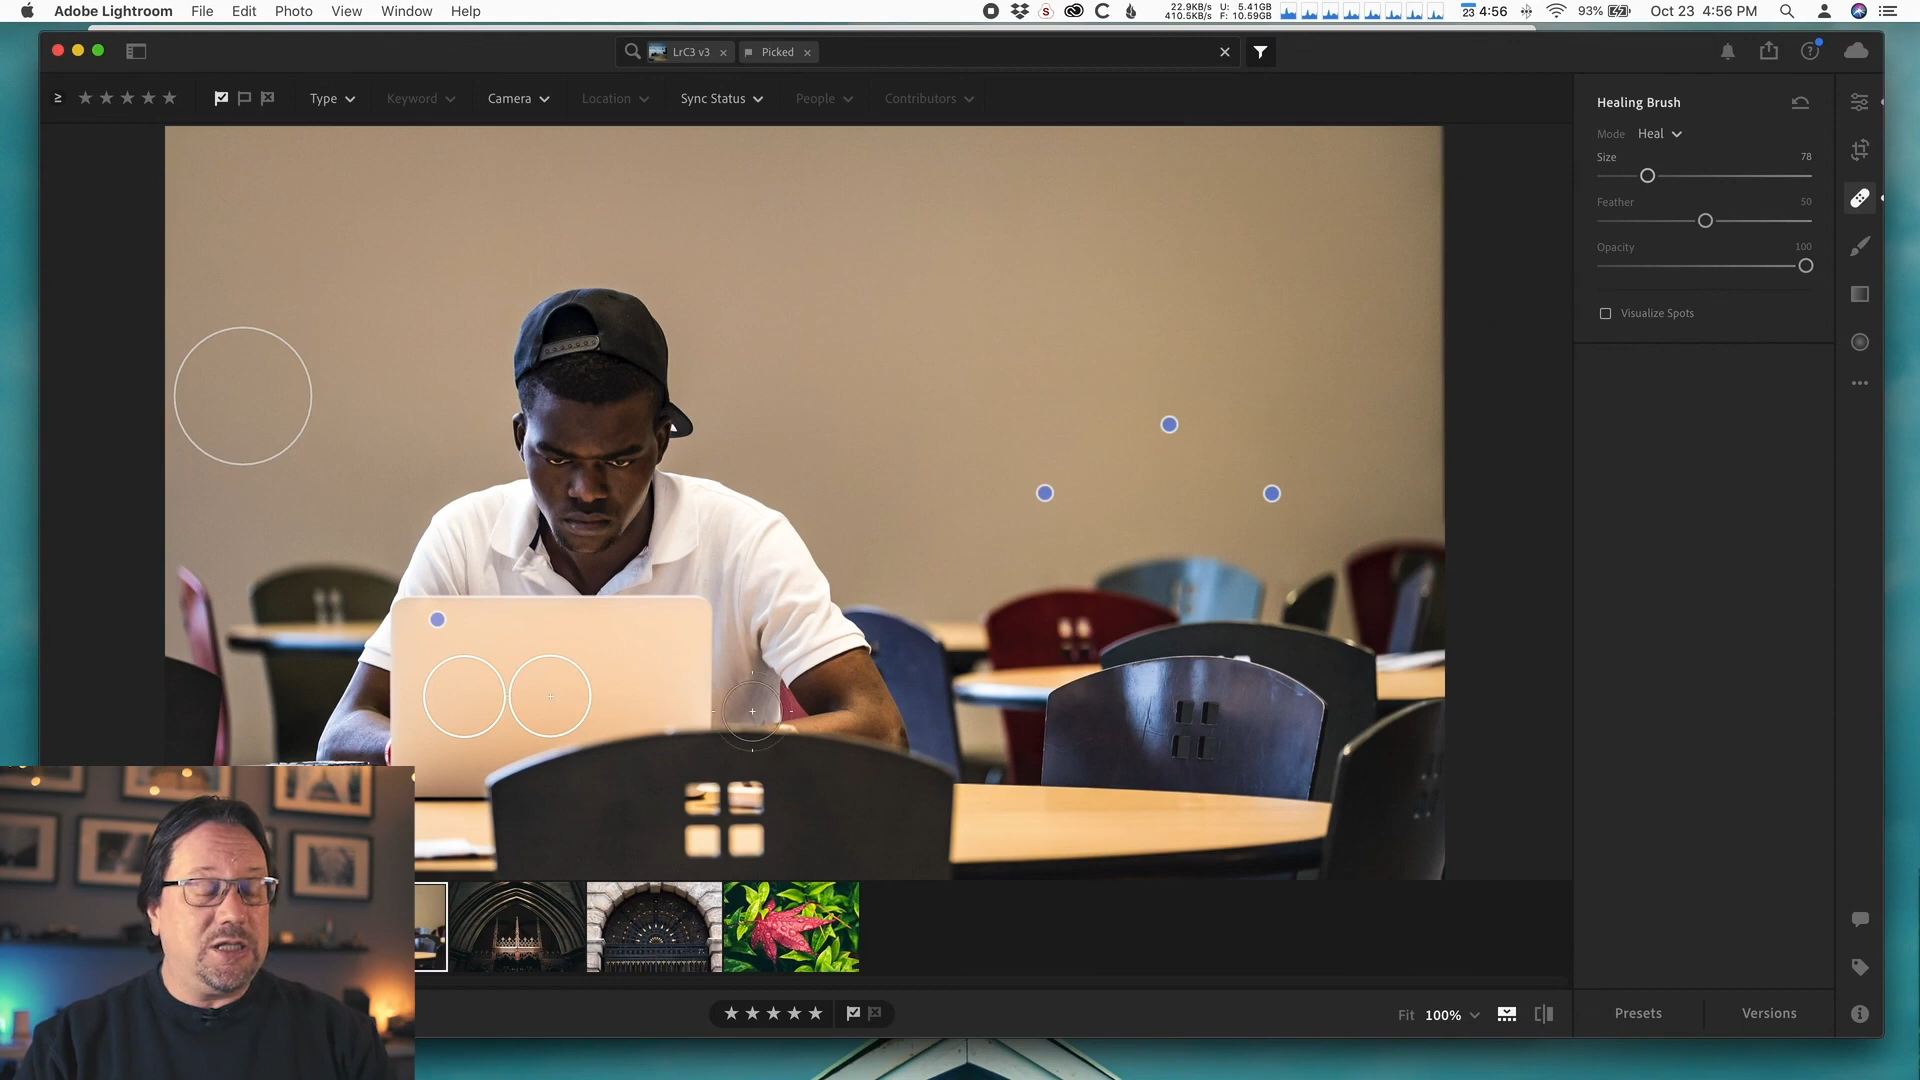 Adobe Lightroom File Edit Photo View Window Help
22.9KB/s U: 5.41GB
410.5KB/s F: 10.59GB
23 4:56 93% Oct 23 4:56 PM
LrC3 v3 × Picked ×
≥ Type Keyword Camera Location Sync Status People Contributors
Healing Brush
Mode Heal
Size 78
Feather 50
Opacity 100
Visualize Spots
Fit 100%
Presets Versions